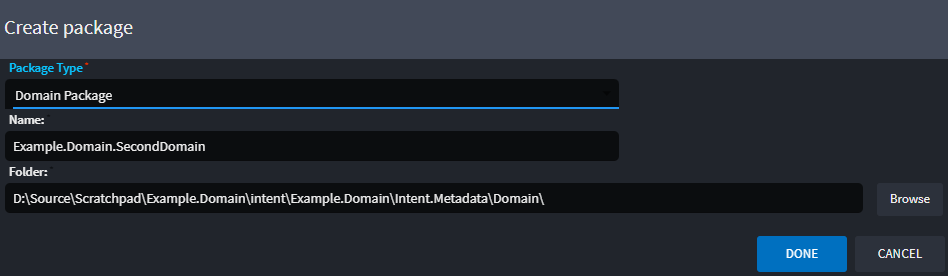 Create package
Package Type*
Domain Package
Name:
Example.Domain.SecondDomain
Folder:
D:\Source\Scratchpad\Example.Domain\intent\Example.Domain\Intent.Metadata\Domain\
Browse
DONE
CANCEL